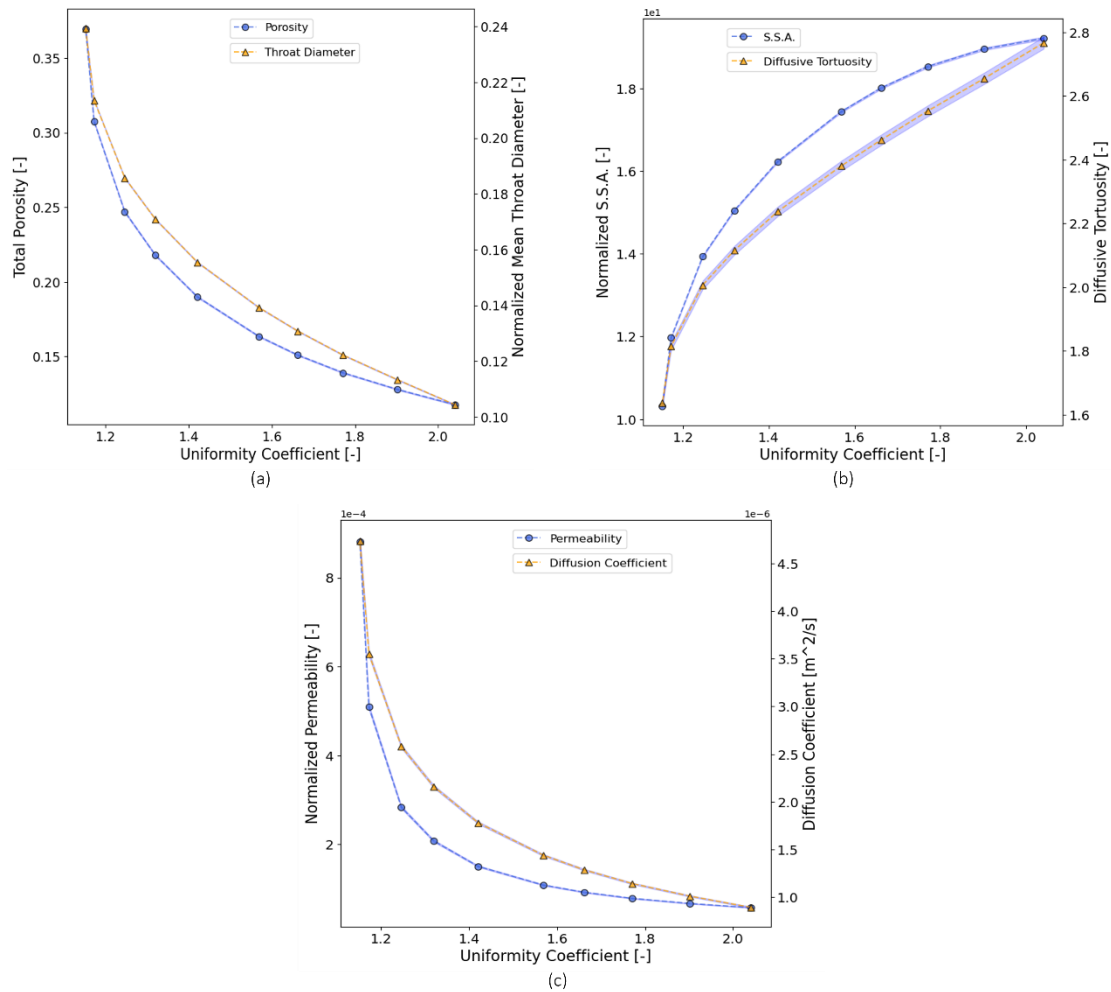 Porosity
Throat Diameter
0.35
0.30
0.25
0.20
0.15
Total Porosity [-]
0.24
0.22
0.20
0.18
0.16
0.14
0.12
0.10
Normalized Mean Throat Diameter [-]
1.2 1.4 1.6 1.8 2.0
Uniformity Coefficient [-]
(a)
1e1
S.S.A.
Diffusive Tortuosity
1.8
1.6
1.4
1.2
1.0
Normalized S.S.A. [-]
2.8
2.6
2.4
2.2
2.0
1.8
1.6
Diffusive Tortuosity [-]
1.2 1.4 1.6 1.8 2.0
Uniformity Coefficient [-]
(b)
1e−4
1e−6
Permeability
Diffusion Coefficient
8
6
4
2
Normalized Permeability [-]
4.5
4.0
3.5
3.0
2.5
2.0
1.5
1.0
Diffusion Coefficient [m^2/s]
1.2 1.4 1.6 1.8 2.0
Uniformity Coefficient [-]
(c)